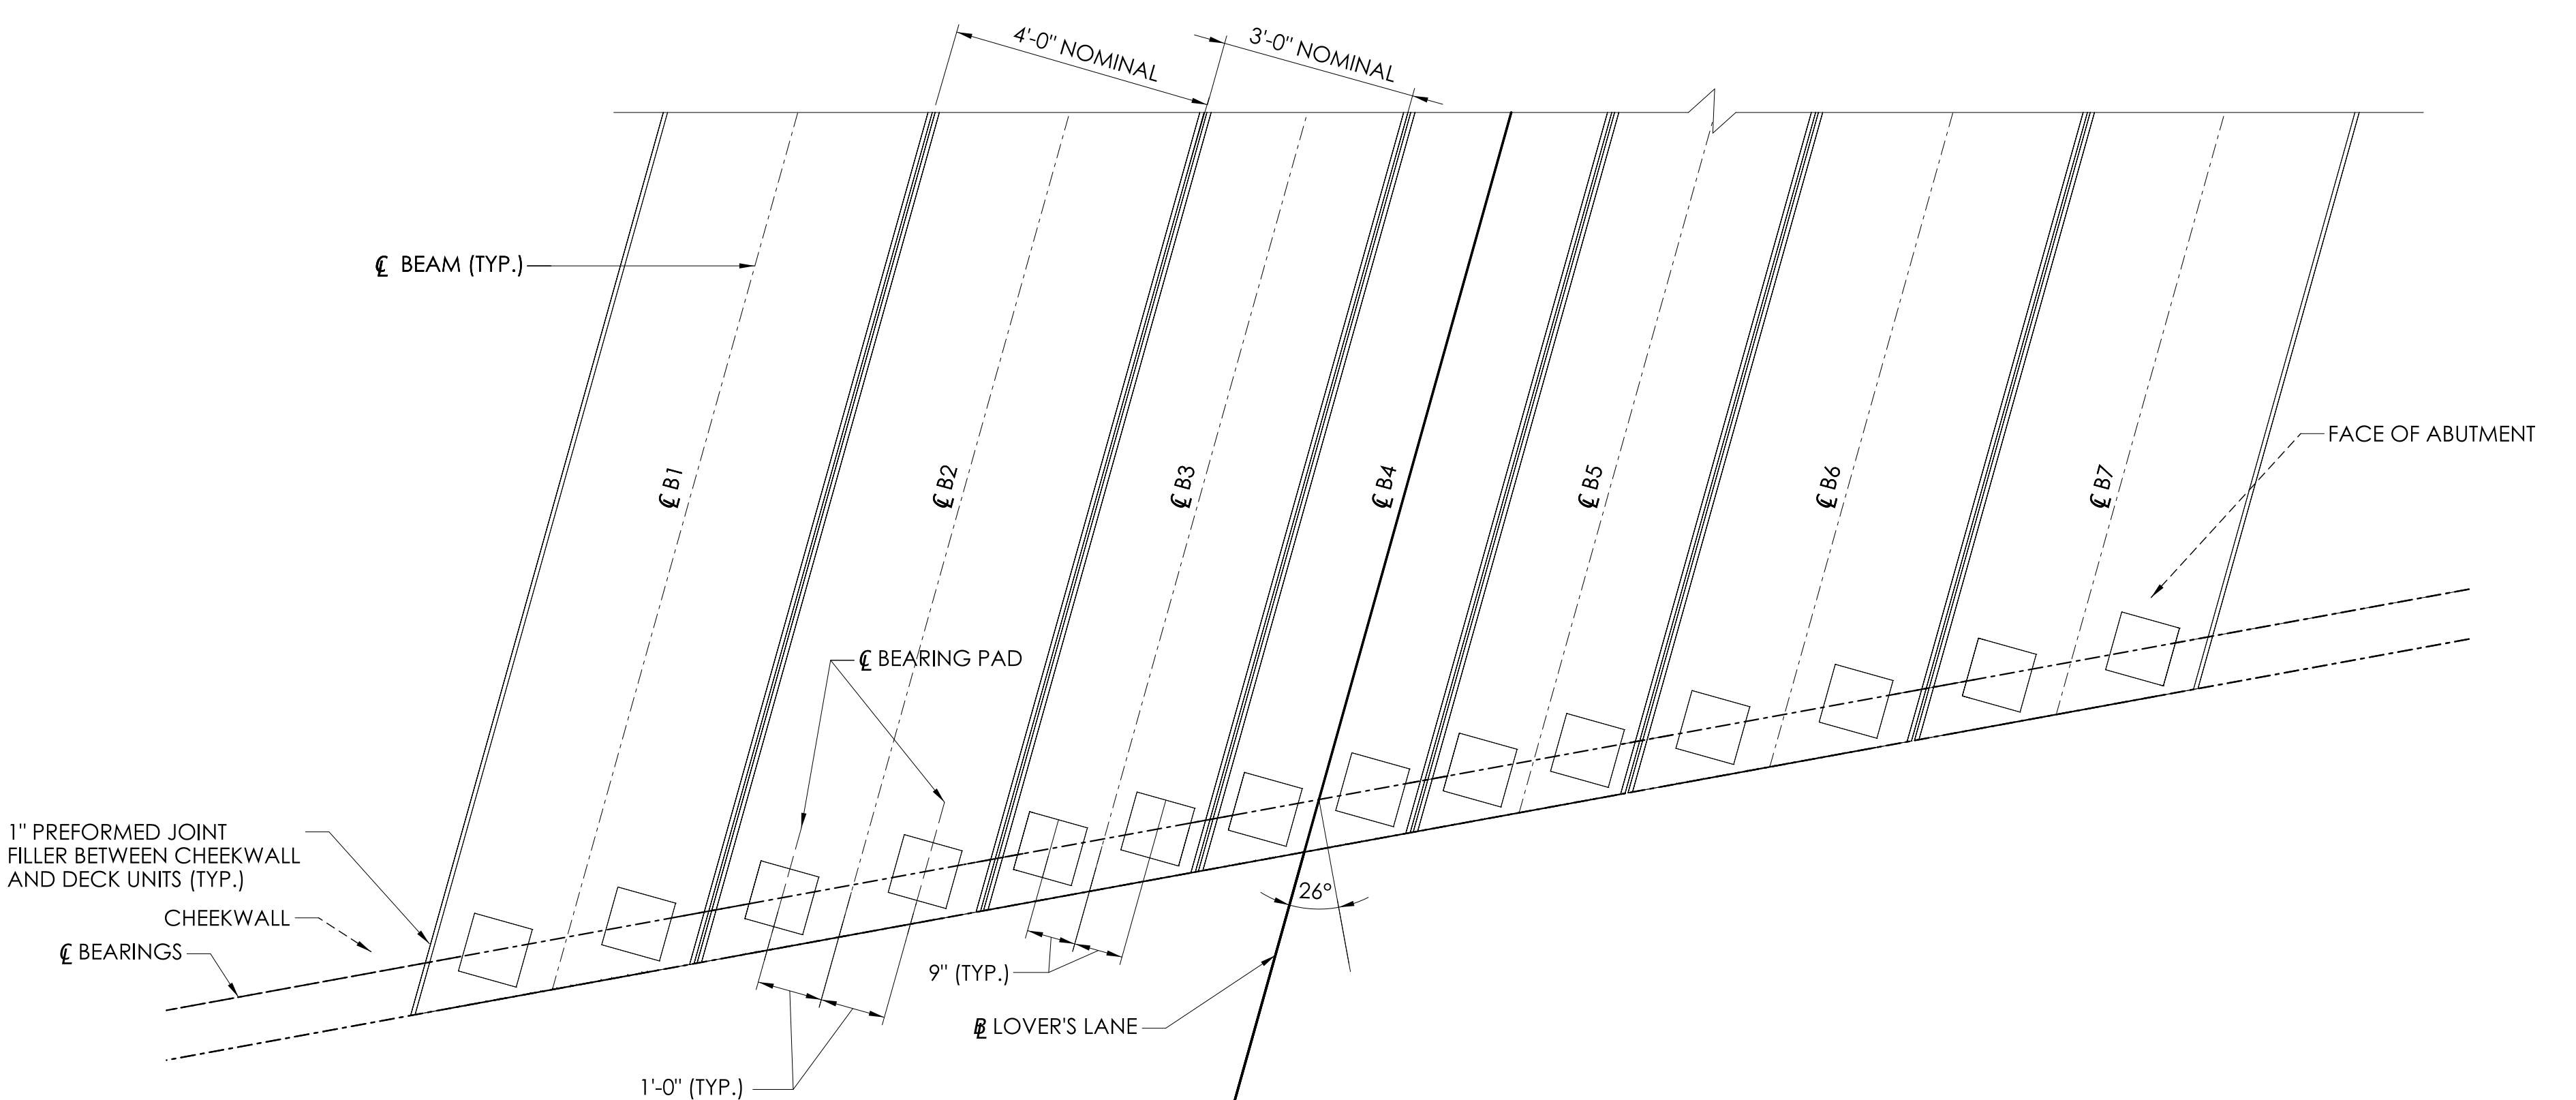 4'-0" NOMINAL
3'-0" NOMINAL
℄ BEAM (TYP.)
℄ B1
℄ B2
℄ B3
℄ B4
℄ B5
℄ B6
℄ B7
FACE OF ABUTMENT
℄ BEARING PAD
1" PREFORMED JOINT
FILLER BETWEEN CHEEKWALL
AND DECK UNITS (TYP.)
CHEEKWALL
℄ BEARINGS
26°
9" (TYP.)
BL LOVER'S LANE
1'-0" (TYP.)